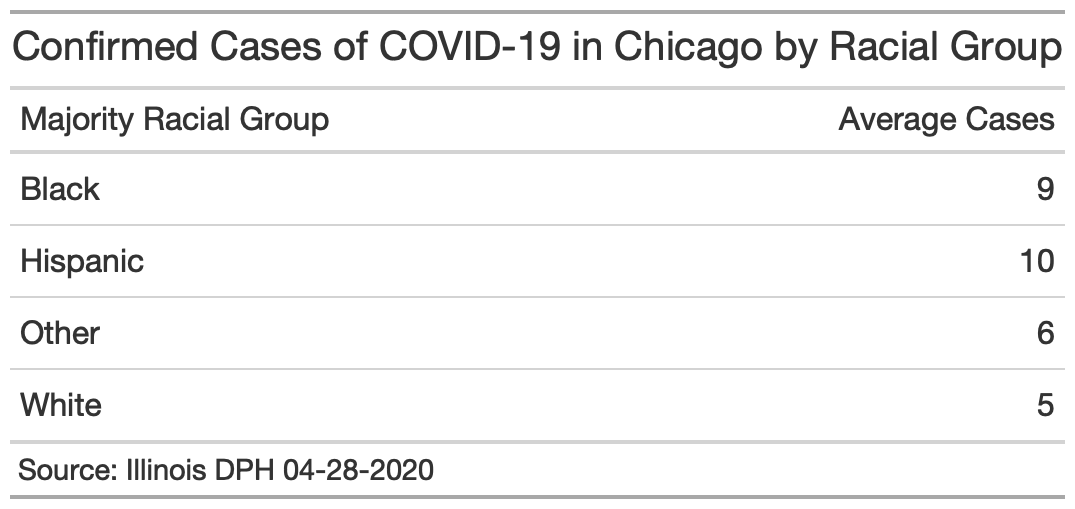 Confirmed Cases of COVID-19 in Chicago by Racial Group
Majority Racial Group Average Cases
Black 9
Hispanic 10
Other 6
White 5
Source: Illinois DPH 04-28-2020